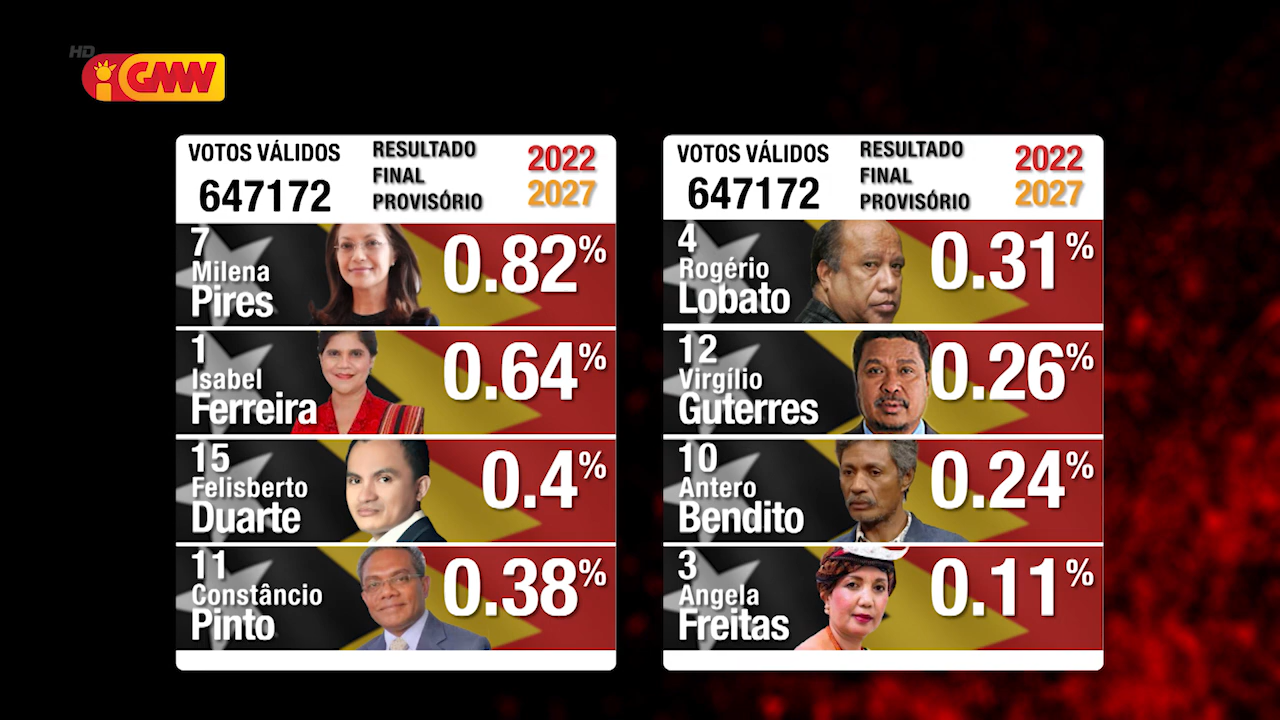 HD
GMN
VOTOS VÁLIDOS
647172
RESULTADO
FINAL
PROVISÓRIO
2022
2027
7
Milena
Pires
0.82%
1
Isabel
Ferreira
0.64%
15
Felisberto
Duarte
0.4%
11
Constâncio
Pinto
0.38%
VOTOS VÁLIDOS
647172
RESULTADO
FINAL
PROVISÓRIO
2022
2027
4
Rogério
Lobato
0.31%
12
Virgílio
Guterres
0.26%
10
Antero
Bendito
0.24%
3
Angela
Freitas
0.11%